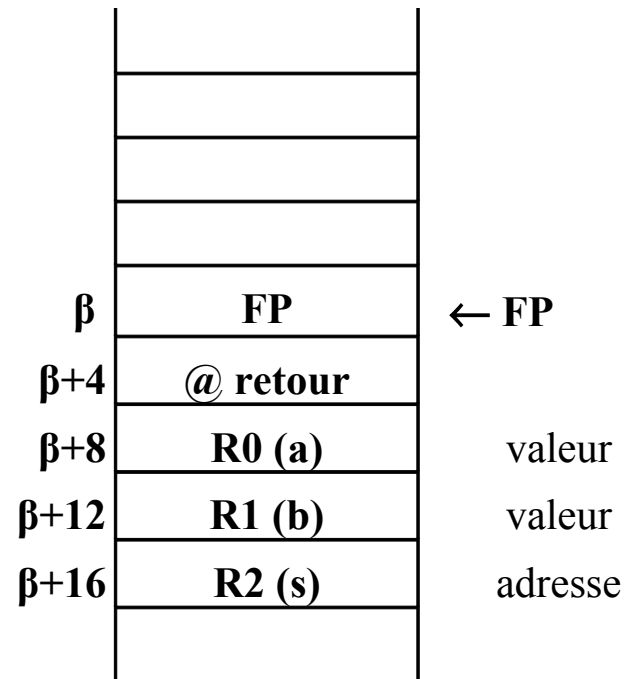 β FP ← FP
β+4 @ retour
β+8 R0 (a) valeur
β+12 R1 (b) valeur
β+16 R2 (s) adresse